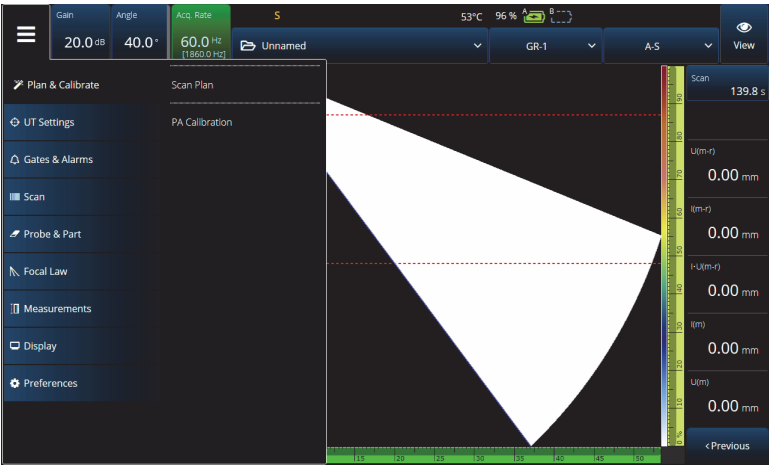 Gain
20.0 dB
Angle
40.0 °
Acq. Rate
60.0 Hz
[1860.0 Hz]
S
53°C
96 %
A
B
Unnamed
GR-1
A-S
View
Plan & Calibrate
UT Settings
Gates & Alarms
Scan
Probe & Part
Focal Law
Measurements
Display
Preferences
Scan Plan
PA Calibration
90
80
70
60
50
40
30
20
10
0 %
15
20
25
30
35
40
45
50
Scan
139.8 s
U(m-r)
0.00 mm
I(m-r)
0.00 mm
I-U(m-r)
0.00 mm
I(m)
0.00 mm
U(m)
0.00 mm
<Previous